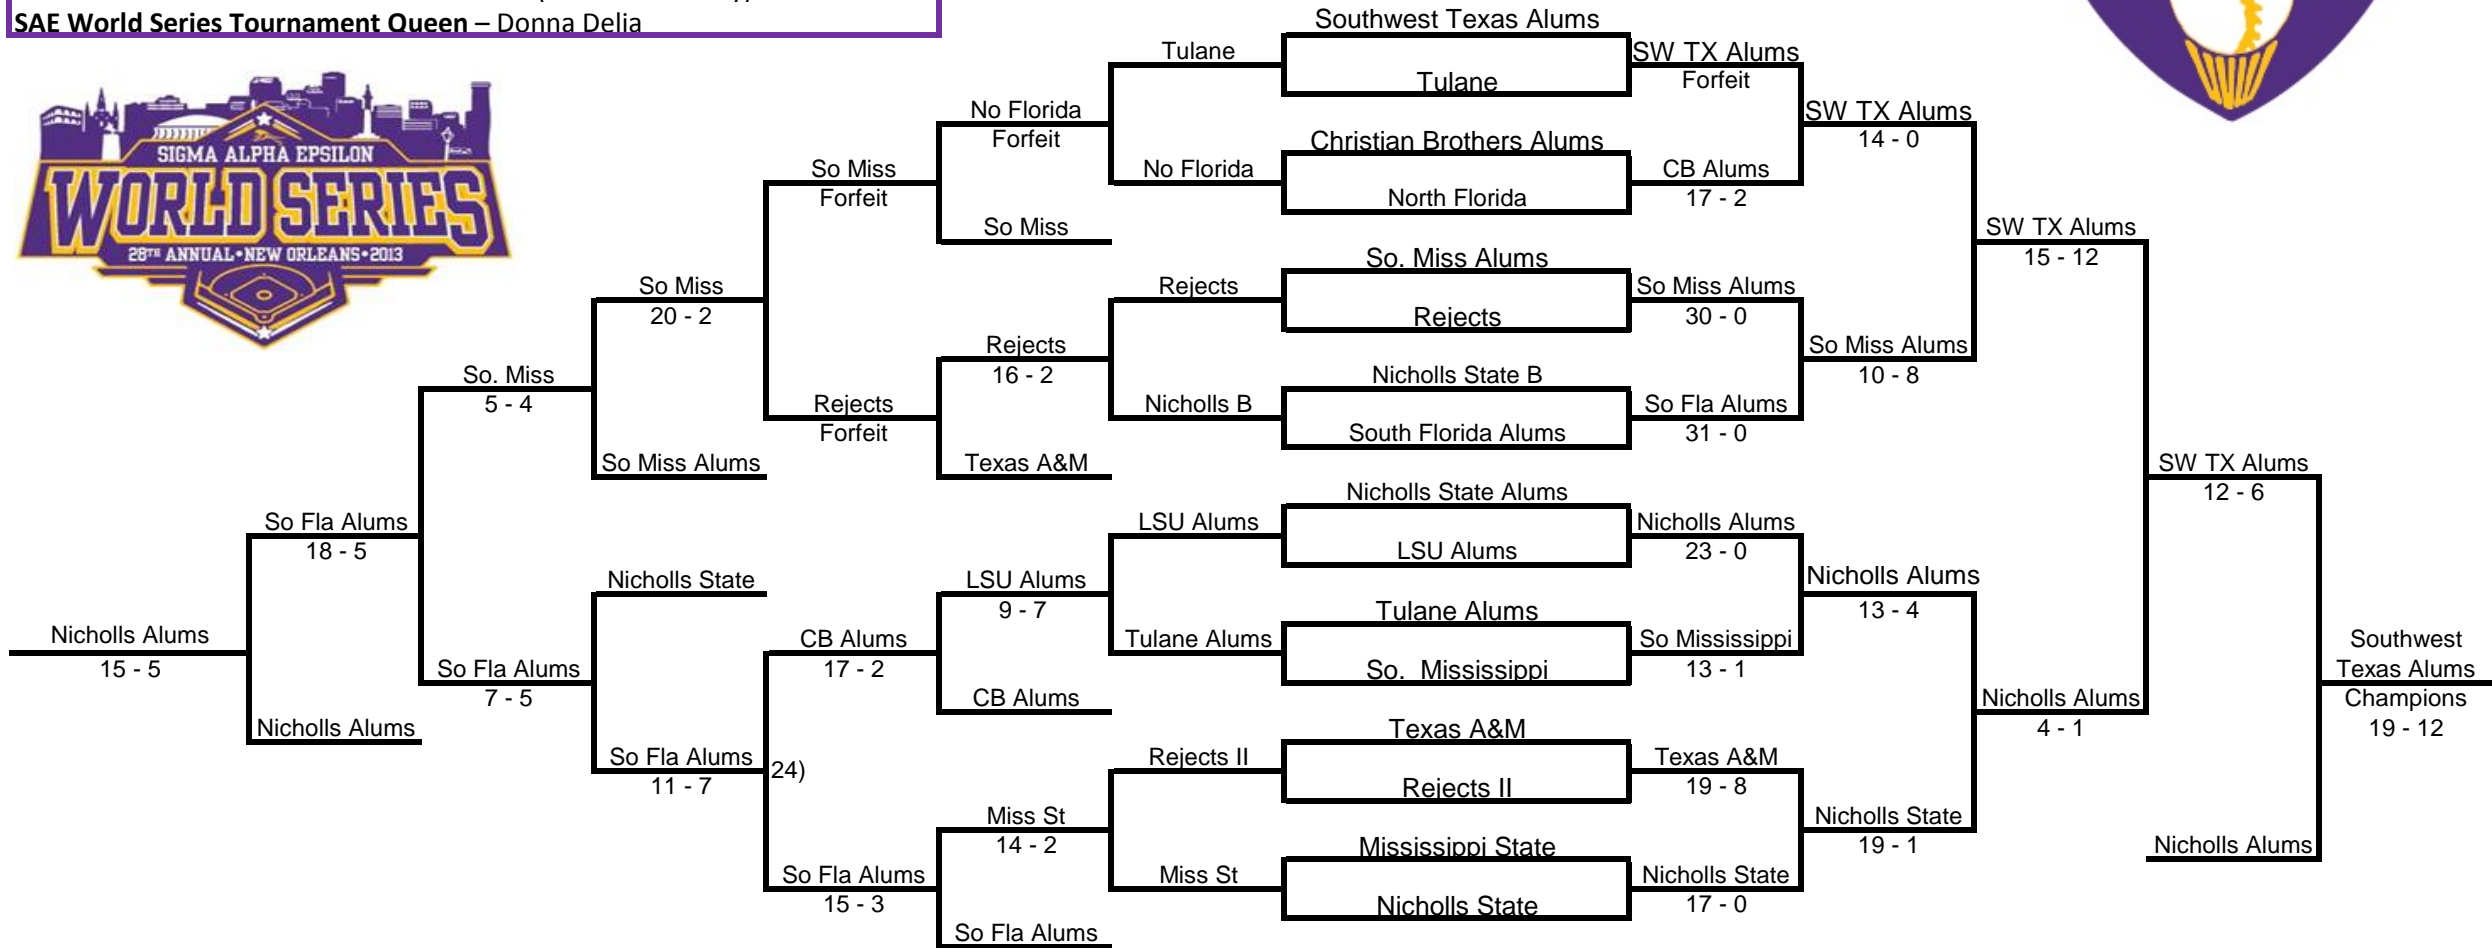 SAE World Series Tournament Queen – Donna Delia
SIGMA ALPHA EPSILON
WORLD SERIES
28TH ANNUAL • NEW ORLEANS • 2013
Nicholls Alums
15 - 5
So Fla Alums
18 - 5
Nicholls Alums
So. Miss
5 - 4
So Fla Alums
7 - 5
So Miss
20 - 2
So Miss Alums
Nicholls State
So Fla Alums
11 - 7
24)
So Miss
Forfeit
Rejects
Forfeit
CB Alums
17 - 2
So Fla Alums
15 - 3
No Florida
Forfeit
So Miss
Rejects
16 - 2
Texas A&M
LSU Alums
9 - 7
CB Alums
Miss St
14 - 2
So Fla Alums
Tulane
No Florida
Rejects
Nicholls B
LSU Alums
Tulane Alums
Rejects II
Miss St
Southwest Texas Alums
Tulane
Christian Brothers Alums
North Florida
So. Miss Alums
Rejects
Nicholls State B
South Florida Alums
Nicholls State Alums
LSU Alums
Tulane Alums
So. Mississippi
Texas A&M
Rejects II
Mississippi State
Nicholls State
SW TX Alums
Forfeit
CB Alums
17 - 2
So Miss Alums
30 - 0
So Fla Alums
31 - 0
Nicholls Alums
23 - 0
So Mississippi
13 - 1
Texas A&M
19 - 8
Nicholls State
17 - 0
SW TX Alums
14 - 0
So Miss Alums
10 - 8
Nicholls Alums
13 - 4
Nicholls State
19 - 1
SW TX Alums
15 - 12
Nicholls Alums
4 - 1
SW TX Alums
12 - 6
Nicholls Alums
Southwest
Texas Alums
Champions
19 - 12